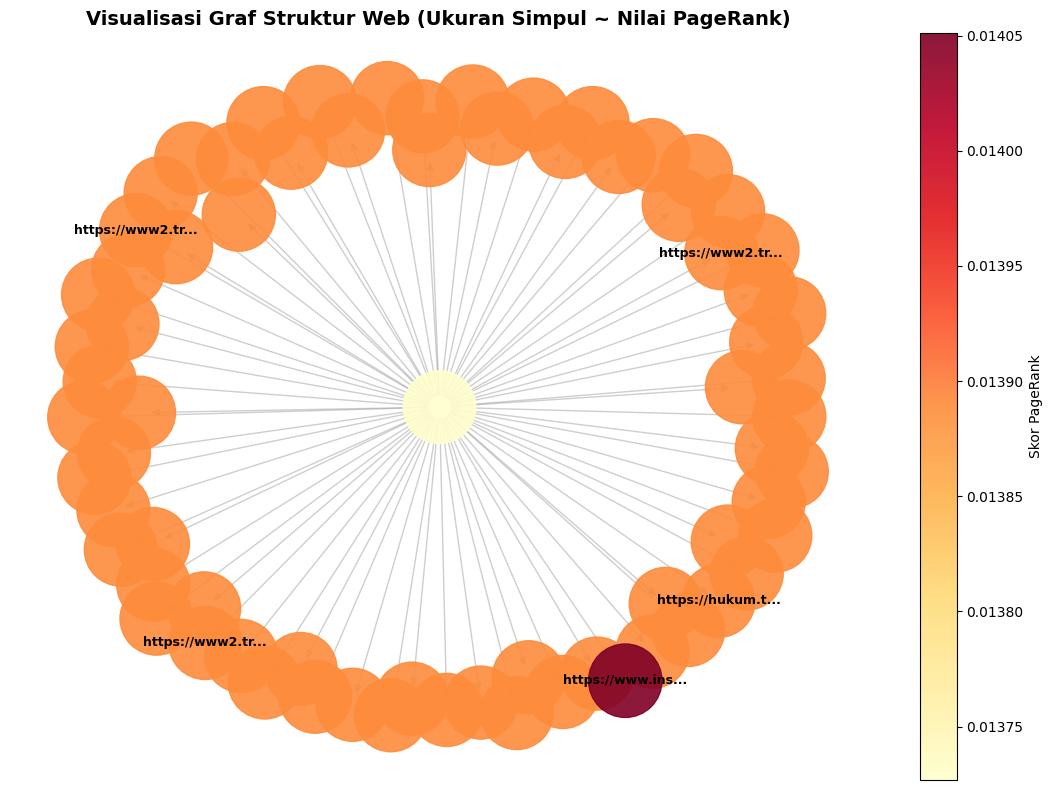 Visualisasi Graf Struktur Web (Ukuran Simpul ~ Nilai PageRank)
https://www2.tr...
https://www2.tr...
https://hukum.t...
https://www2.tr...
https://www.ins...
0.01405
0.01400
0.01395
0.01390
0.01385
0.01380
0.01375
Skor PageRank